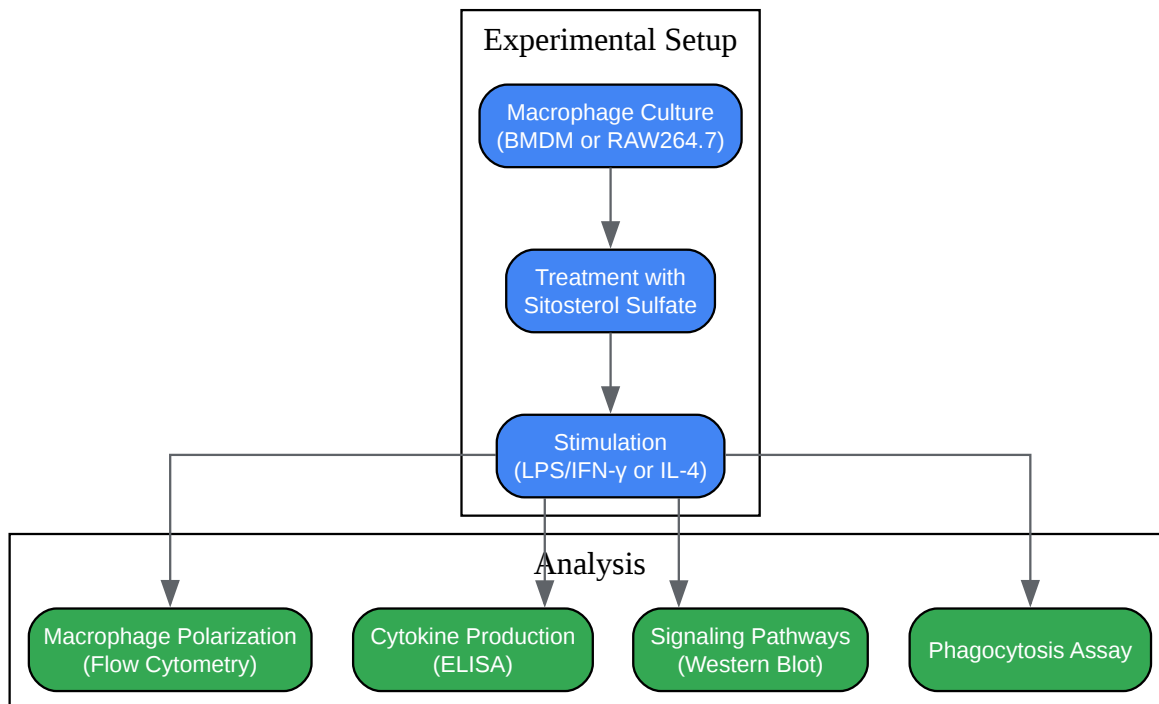 Experimental Setup
Macrophage Culture
(BMDM or RAW264.7)
Treatment with
Sitosterol Sulfate
Stimulation
(LPS/IFN-γ or IL-4)
Analysis
Macrophage Polarization
(Flow Cytometry)
Cytokine Production
(ELISA)
Signaling Pathways
(Western Blot)
Phagocytosis Assay